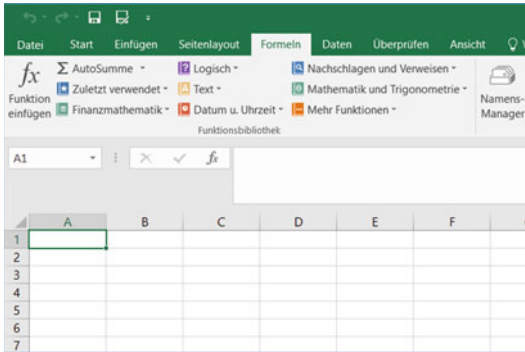 Datei Start Einfügen Seitenlayout Formeln Daten Überprüfen Ansicht
fx Σ AutoSumme Logisch Nachschlagen und Verweisen
Funktion einfügen Zuletzt verwendet Text Mathematik und Trigonometrie Namens-Manager
Finanzmathematik Datum u. Uhrzeit Mehr Funktionen
Funktionsbibliothek
A1 fx
A B C D E F
1
2
3
4
5
6
7